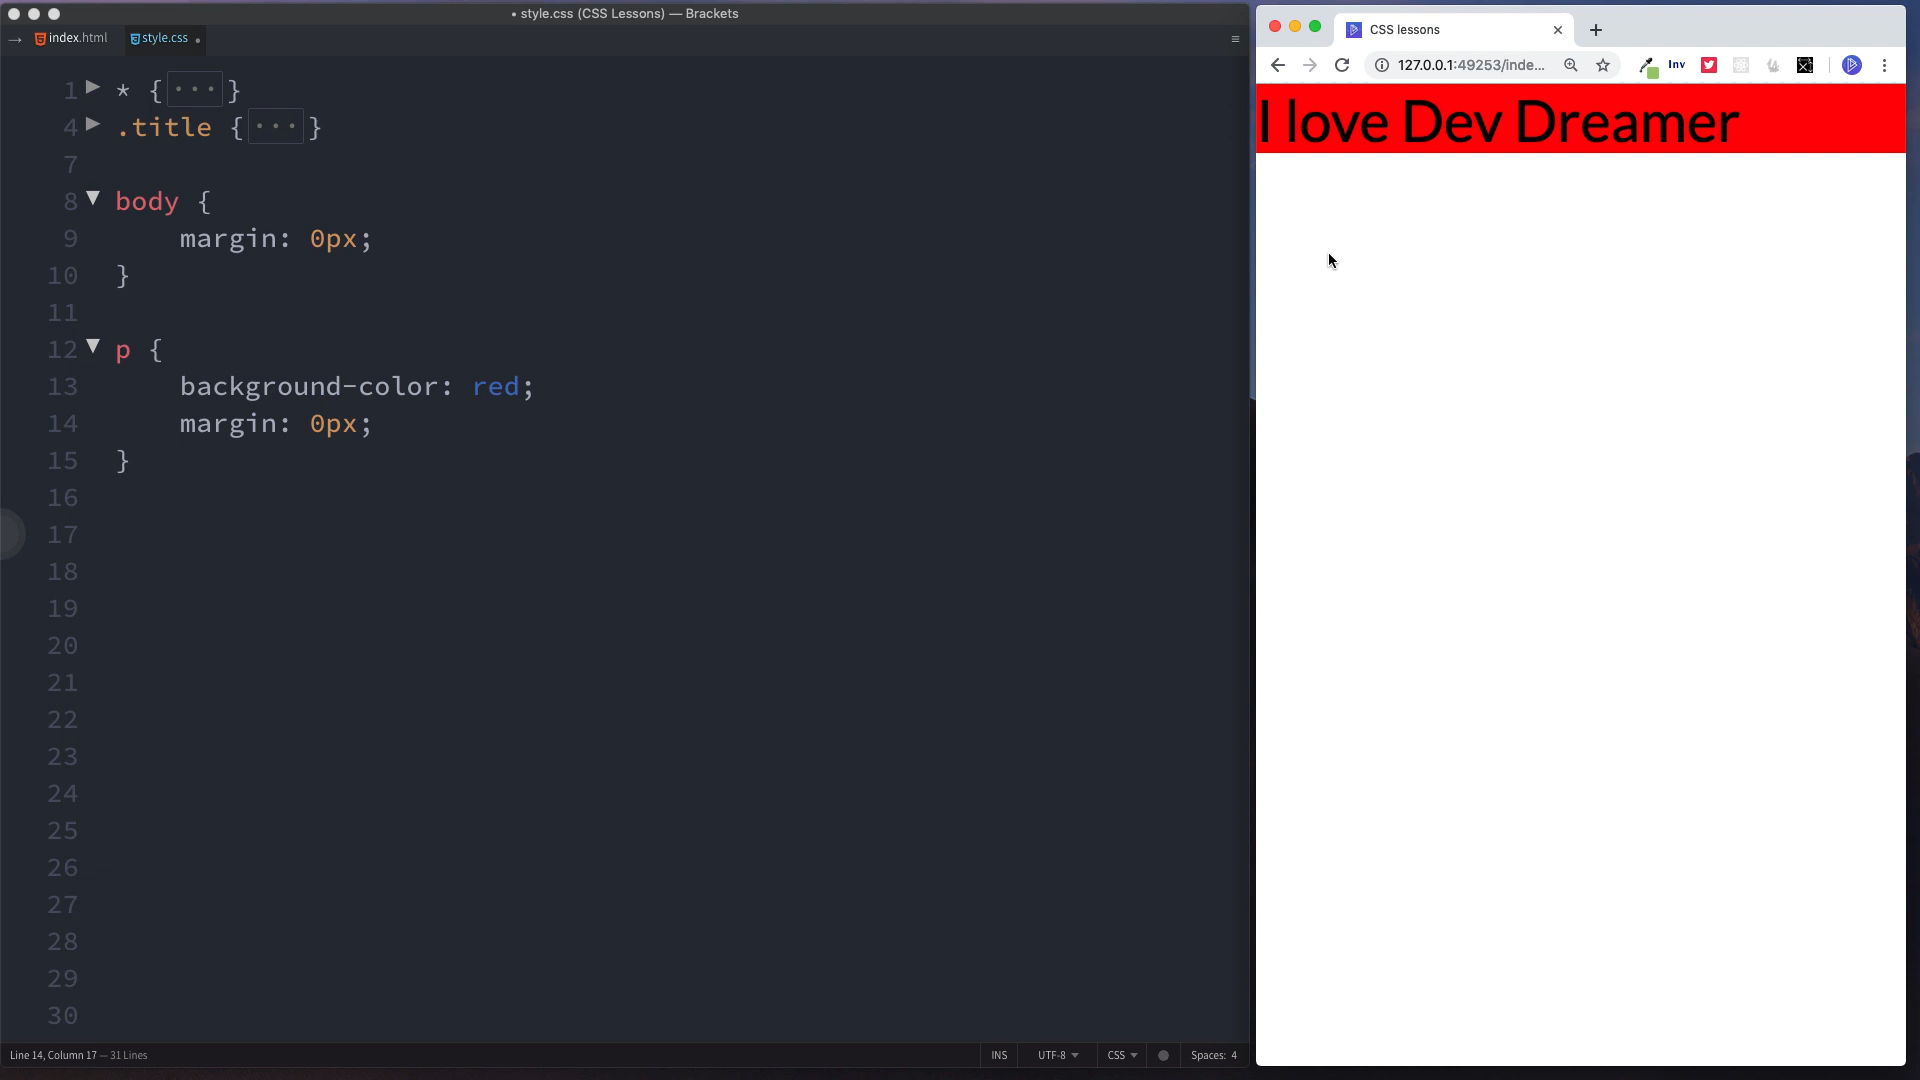 • style.css (CSS Lessons) — Brackets
index.html
style.css •
1 * {...}
4 .title {...}
7
8 body {
9 margin: 0px;
10 }
11
12 p {
13 background-color: red;
14 margin: 0px;
15 }
16
17
18
19
20
21
22
23
24
25
26
27
28
29
30
Line 14, Column 17 — 31 Lines
INS
UTF-8
CSS
Spaces: 4
CSS lessons
127.0.0.1:49253/inde...
Inv
I love Dev Dreamer